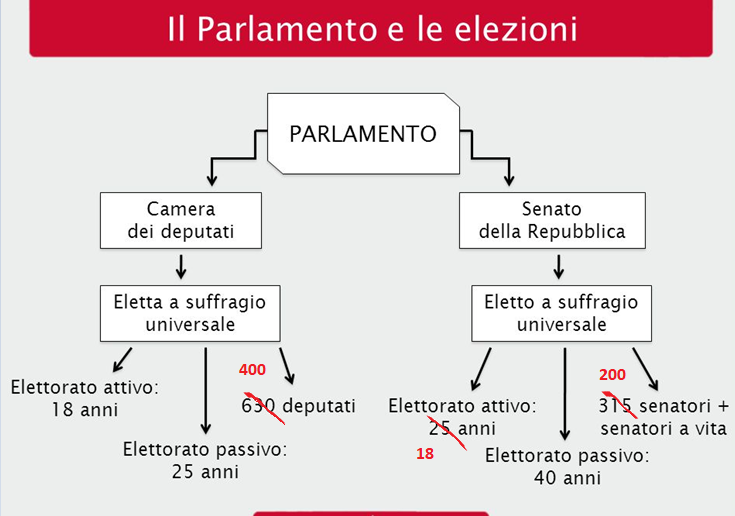 Il Parlamento e le elezioni
PARLAMENTO
Camera
dei deputati
Senato
della Repubblica
Eletta a suffragio
universale
Eletto a suffragio
universale
Elettorato attivo:
18 anni
Elettorato passivo:
25 anni
400
630 deputati
Elettorato attivo:
25 anni
18
Elettorato passivo:
40 anni
200
315 senatori +
senatori a vita